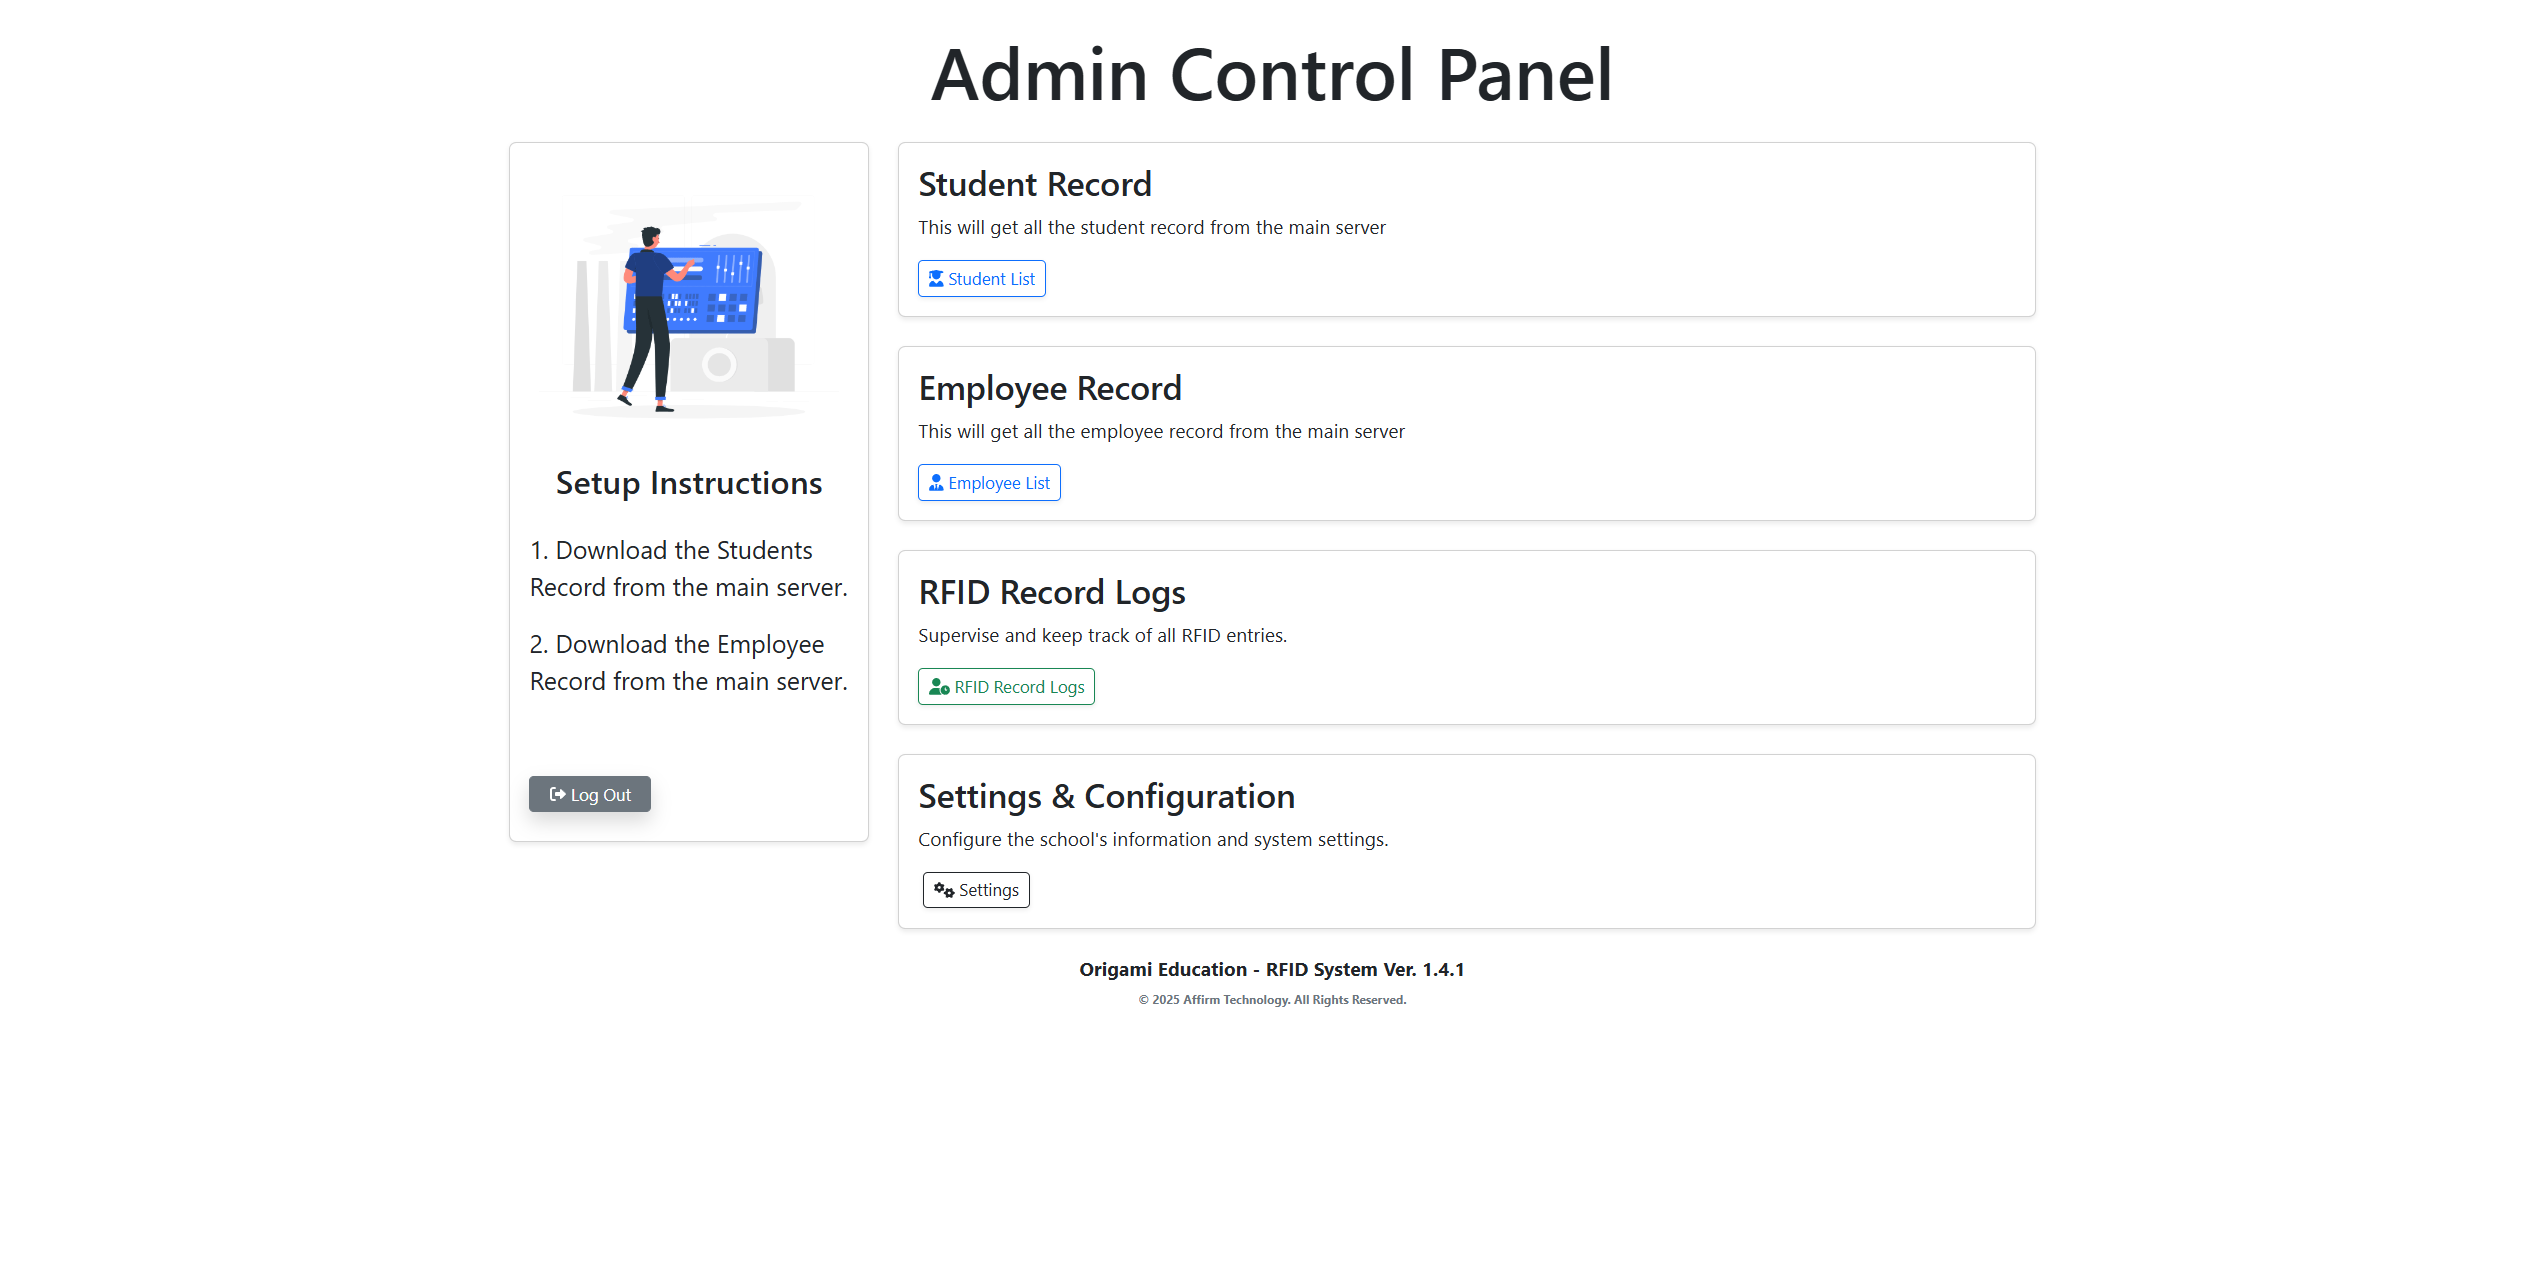 Admin Control Panel
Setup Instructions
1. Download the Students
Record from the main server.
2. Download the Employee
Record from the main server.
Log Out
Student Record
This will get all the student record from the main server
Student List
Employee Record
This will get all the employee record from the main server
Employee List
RFID Record Logs
Supervise and keep track of all RFID entries.
RFID Record Logs
Settings & Configuration
Configure the school's information and system settings.
Settings
Origami Education - RFID System Ver. 1.4.1
© 2025 Affirm Technology. All Rights Reserved.